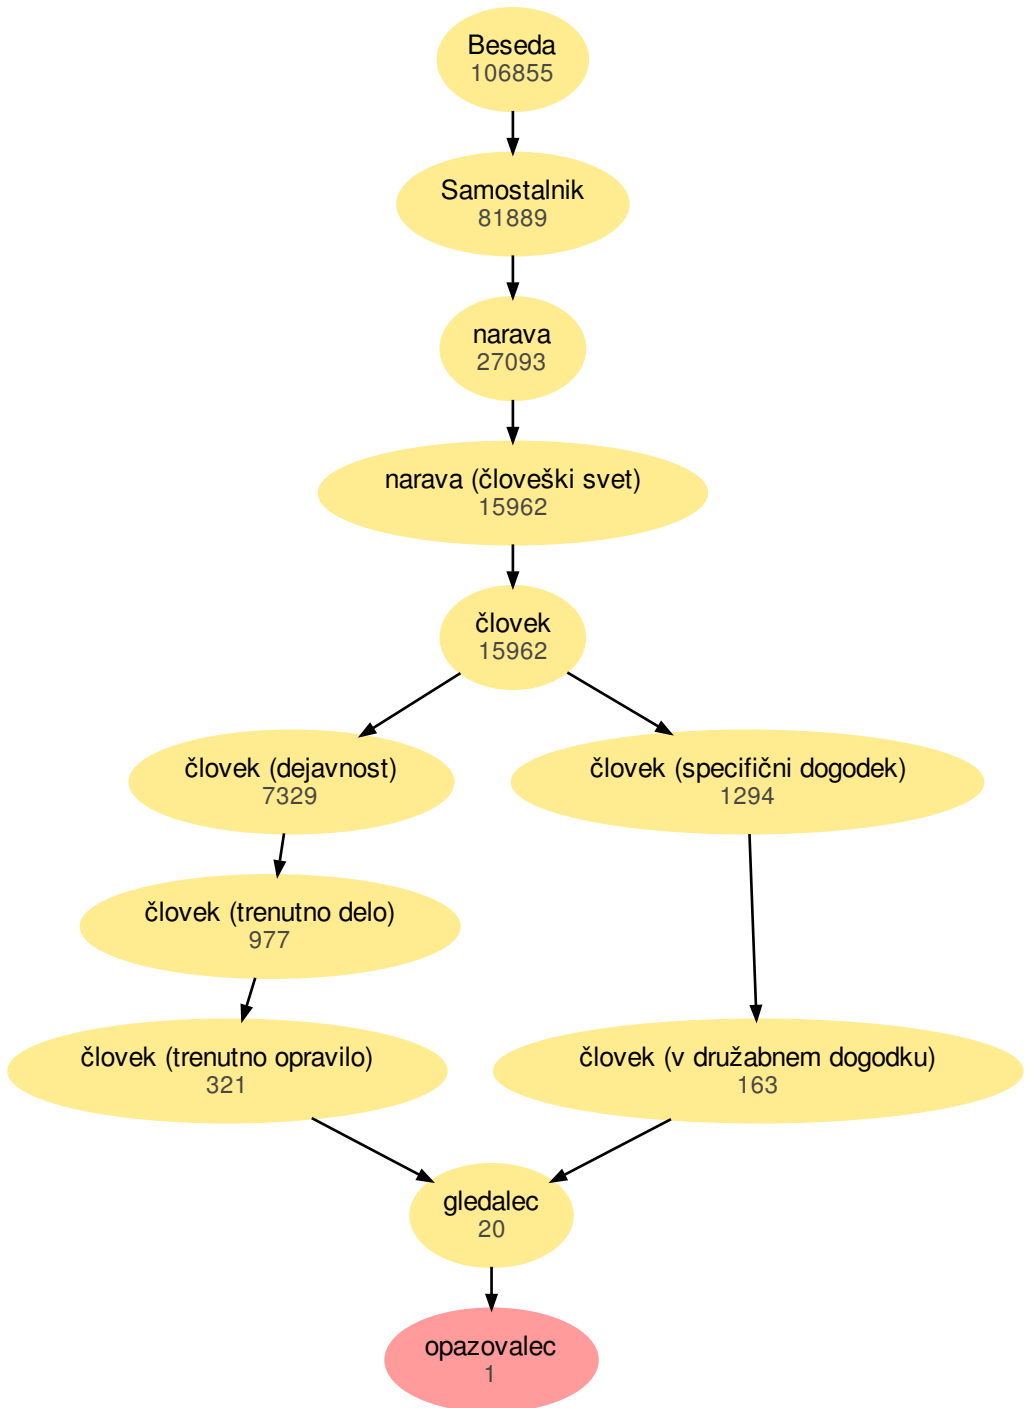 Beseda
106855
Samostalnik
81889
narava
27093
narava (človeški svet)
15962
človek
15962
človek (dejavnost)
7329
človek (specifični dogodek)
1294
človek (trenutno delo)
977
človek (trenutno opravilo)
321
človek (v družabnem dogodku)
163
gledalec
20
opazovalec
1